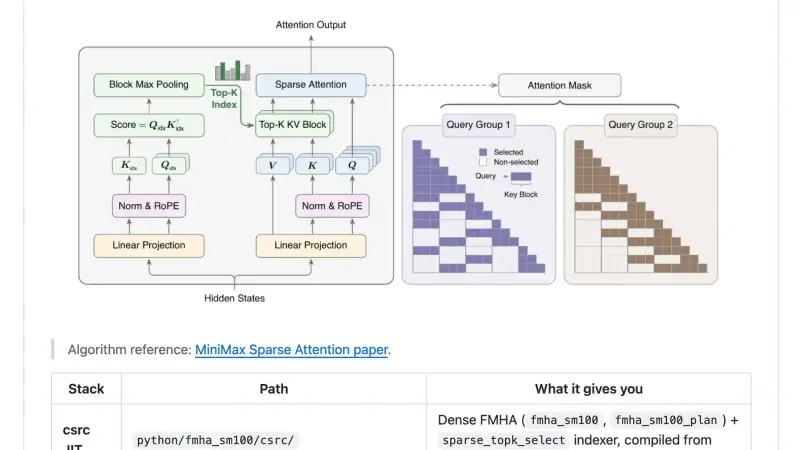 Attention Output
Block Max Pooling
Top-K
Index
Sparse Attention
Attention Mask
Score = Q_idx K_idx^⊤
Top-K KV Block
Query Group 1
Query Group 2
Selected
Non-selected
Query
Key Block
K_idx
Q_idx
V
K
Q
Norm & RoPE
Norm & RoPE
Linear Projection
Linear Projection
Hidden States
Algorithm reference: MiniMax Sparse Attention paper.
Stack
Path
What it gives you
csrc
python/fmha_sm100/csrc/
Dense FMHA ( fmha_sm100 , fmha_sm100_plan ) +
sparse_topk_select indexer, compiled from